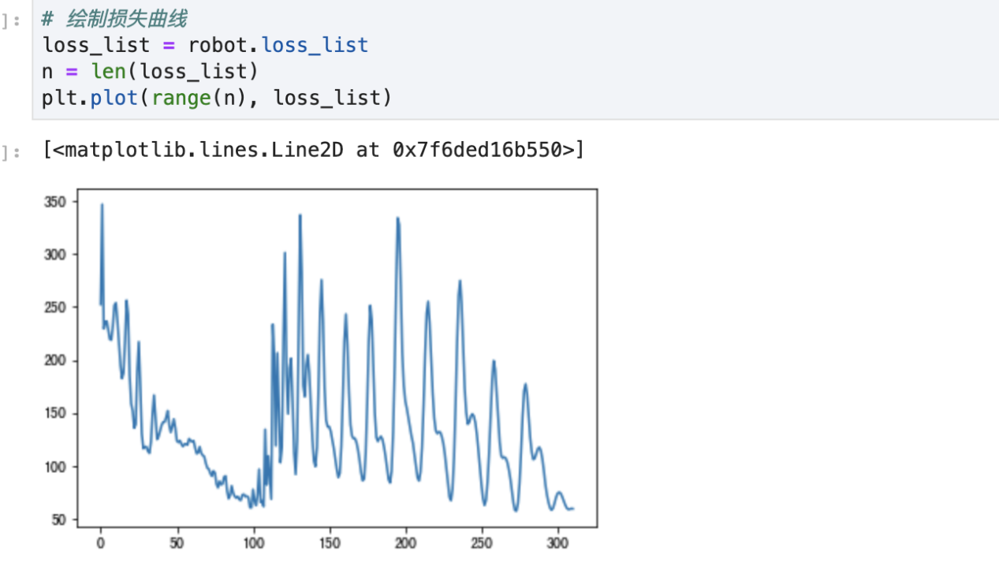 ]: # 绘制损失曲线
loss_list = robot.loss_list
n = len(loss_list)
plt.plot(range(n), loss_list)
]: [<matplotlib.lines.Line2D at 0x7f6ded16b550>]
350
300
250
200
150
100
50
0 50 100 150 200 250 300